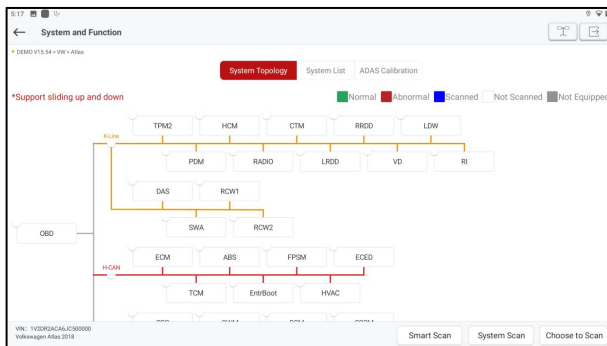 5:17
System and Function
DEMO V15.54 > VW > Atlas
System Topology System List ADAS Calibration
*Support sliding up and down
Normal Abnormal Scanned Not Scanned Not Equipped
TPM2 HCM CTM RRDD LDW
K-Line
PDM RADIO LRDD VD RI
DAS RCW1
SWA RCW2
OBD
ECM ABS FPSM ECED
H-CAN
TCM EntrBoot HVAC
VIN: 1V2DR2ACA6JC500000
Volkswagen Atlas 2018
Smart Scan System Scan Choose to Scan